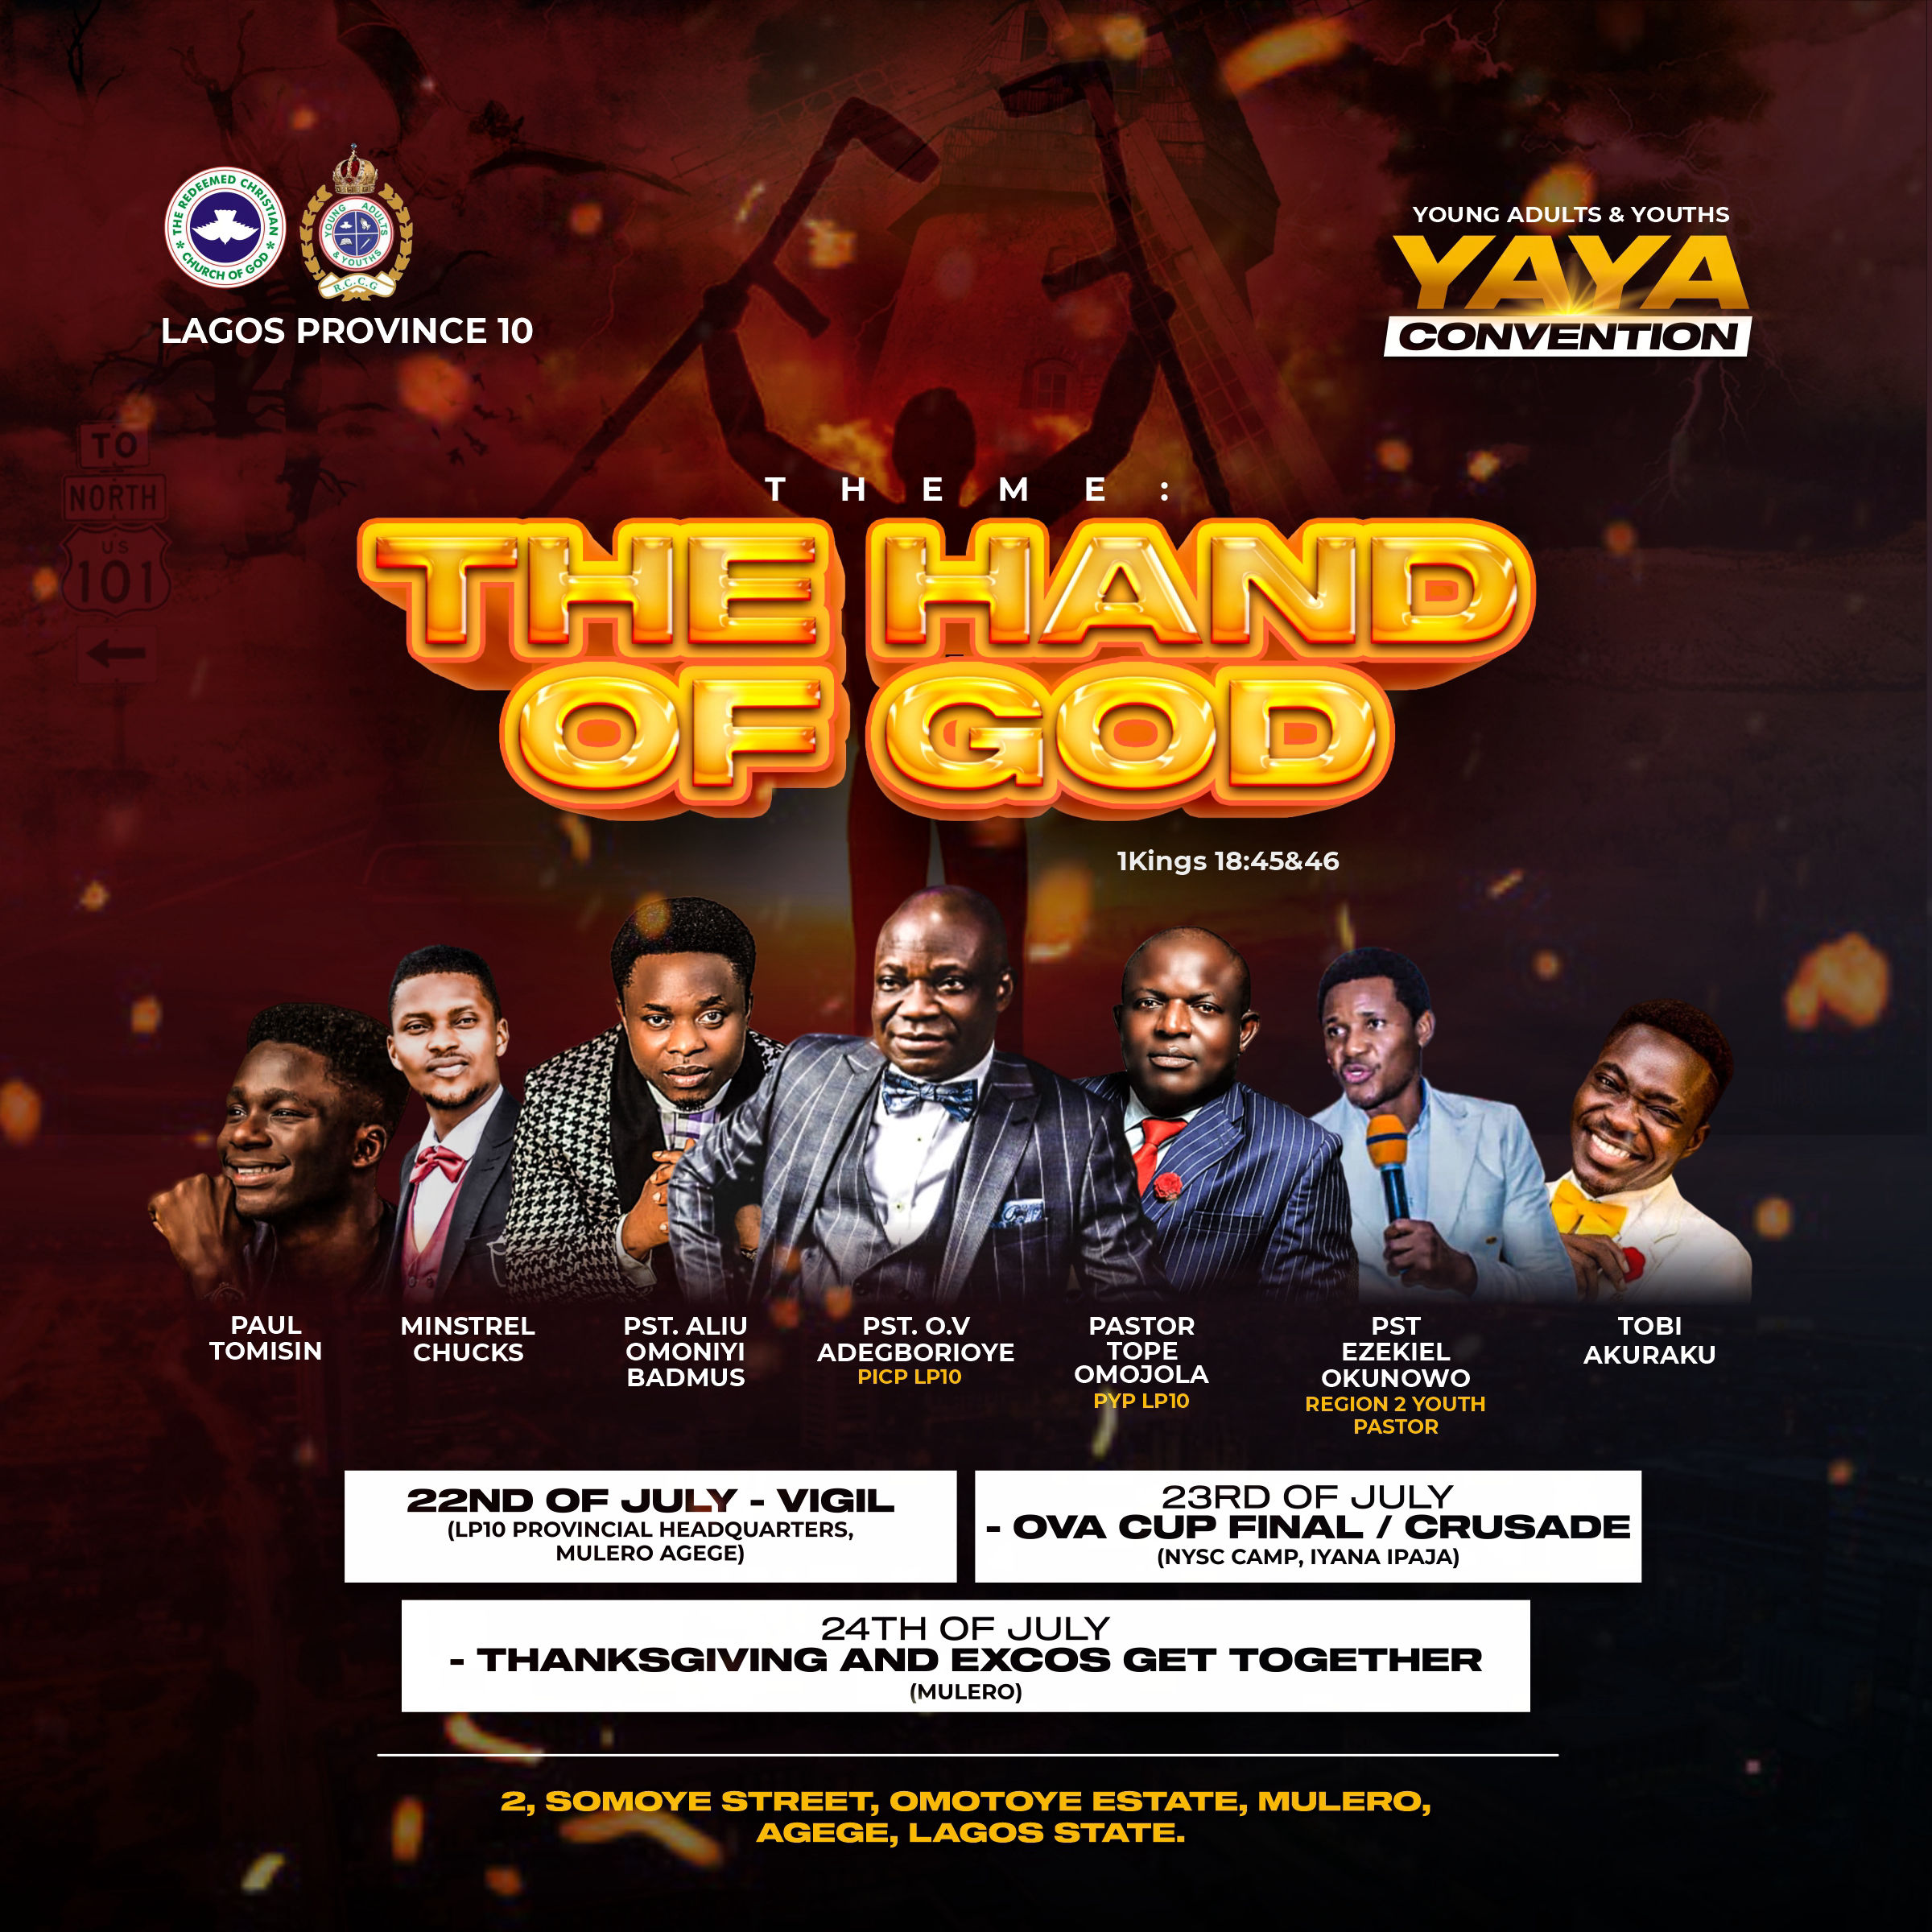 THE REDEEMED CHRISTIAN
CHURCH OF GOD
YOUNG ADULTS
& YOUTHS
R.C.C.G
LAGOS PROVINCE 10
YOUNG ADULTS & YOUTHS
YAYA
CONVENTION
TO
NORTH
US
101
THEME:
THE HAND
OF GOD
1Kings 18:45&46
PAUL
TOMISIN
MINSTREL
CHUCKS
PST. ALIU
OMONIYI
BADMUS
PST. O.V
ADEGBORIOYE
PICP LP10
PASTOR
TOPE
OMOJOLA
PYP LP10
PST
EZEKIEL
OKUNOWO
REGION 2 YOUTH
PASTOR
TOBI
AKURAKU
22ND OF JULY - VIGIL
(LP10 PROVINCIAL HEADQUARTERS,
MULERO AGEGE)
23RD OF JULY
- OVA CUP FINAL / CRUSADE
(NYSC CAMP, IYANA IPAJA)
24TH OF JULY
- THANKSGIVING AND EXCOS GET TOGETHER
(MULERO)
2, SOMOYE STREET, OMOTOYE ESTATE, MULERO,
AGEGE, LAGOS STATE.